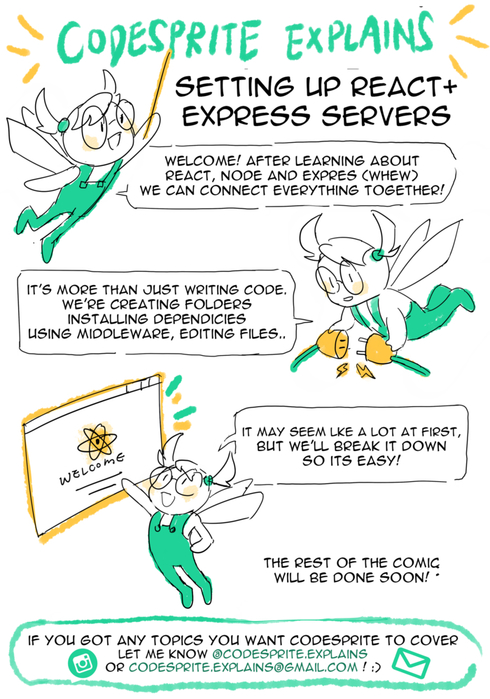 CODESPRITE EXPLAINS
SETTING UP REACT+
EXPRESS SERVERS
WELCOME! AFTER LEARNING ABOUT
REACT, NODE AND EXPRES (WHEW)
WE CAN CONNECT EVERYTHING TOGETHER!
IT'S MORE THAN JUST WRITING CODE.
WE'RE CREATING FOLDERS
INSTALLING DEPENDICIES
USING MIDDLEWARE, EDITING FILES..
WELCOME
IT MAY SEEM LKE A LOT AT FIRST,
BUT WE'LL BREAK IT DOWN
SO ITS EASY!
THE REST OF THE COMIC
WILL BE DONE SOON! *
IF YOU GOT ANY TOPICS YOU WANT CODESPRITE TO COVER
LET ME KNOW @CODESPRITE.EXPLAINS
OR CODESPRITE.EXPLAINS@GMAIL.COM ! :)